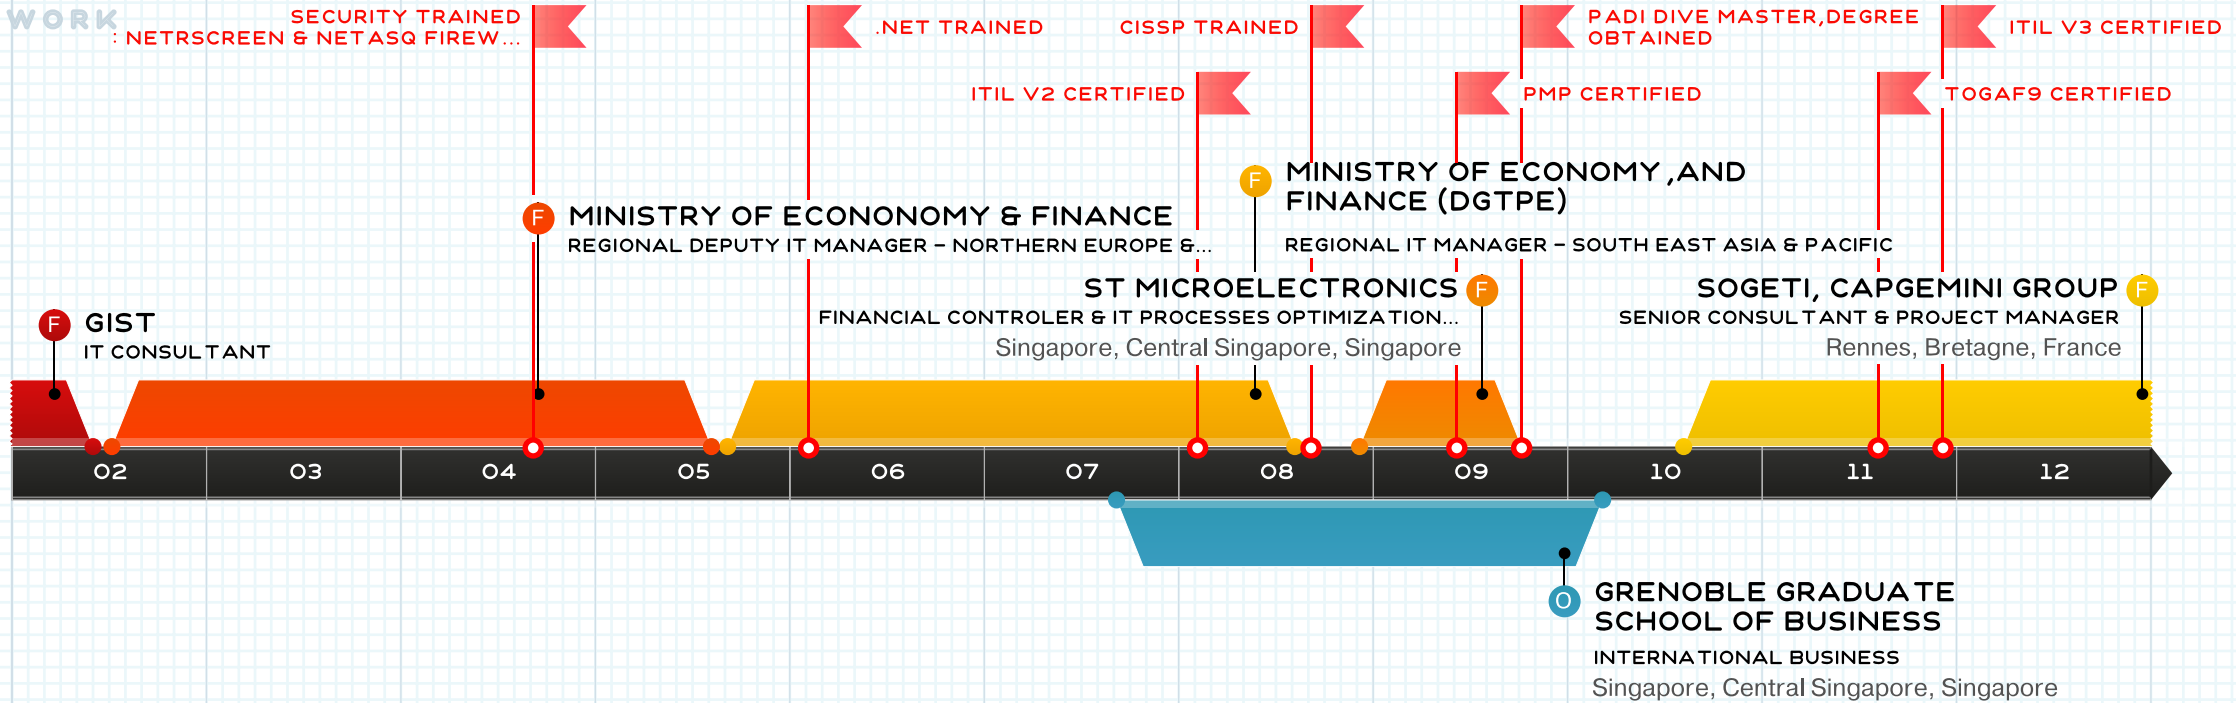 WORK
SECURITY TRAINED
: NETRSCREEN & NETASQ FIREW...
.NET TRAINED
CISSP TRAINED
PADI DIVE MASTER,DEGREE
OBTAINED
ITIL V3 CERTIFIED
ITIL V2 CERTIFIED
PMP CERTIFIED
TOGAF9 CERTIFIED
F
MINISTRY OF ECONONOMY & FINANCE
REGIONAL DEPUTY IT MANAGER – NORTHERN EUROPE &...
F
MINISTRY OF ECONOMY ,AND
FINANCE (DGTPE)
REGIONAL IT MANAGER – SOUTH EAST ASIA & PACIFIC
ST MICROELECTRONICS
F
FINANCIAL CONTROLER & IT PROCESSES OPTIMIZATION...
Singapore, Central Singapore, Singapore
SOGETI, CAPGEMINI GROUP
F
SENIOR CONSULTANT & PROJECT MANAGER
Rennes, Bretagne, France
F
GIST
IT CONSULTANT
02 03 04 05 06 07 08 09 10 11 12
O
GRENOBLE GRADUATE
SCHOOL OF BUSINESS
INTERNATIONAL BUSINESS
Singapore, Central Singapore, Singapore